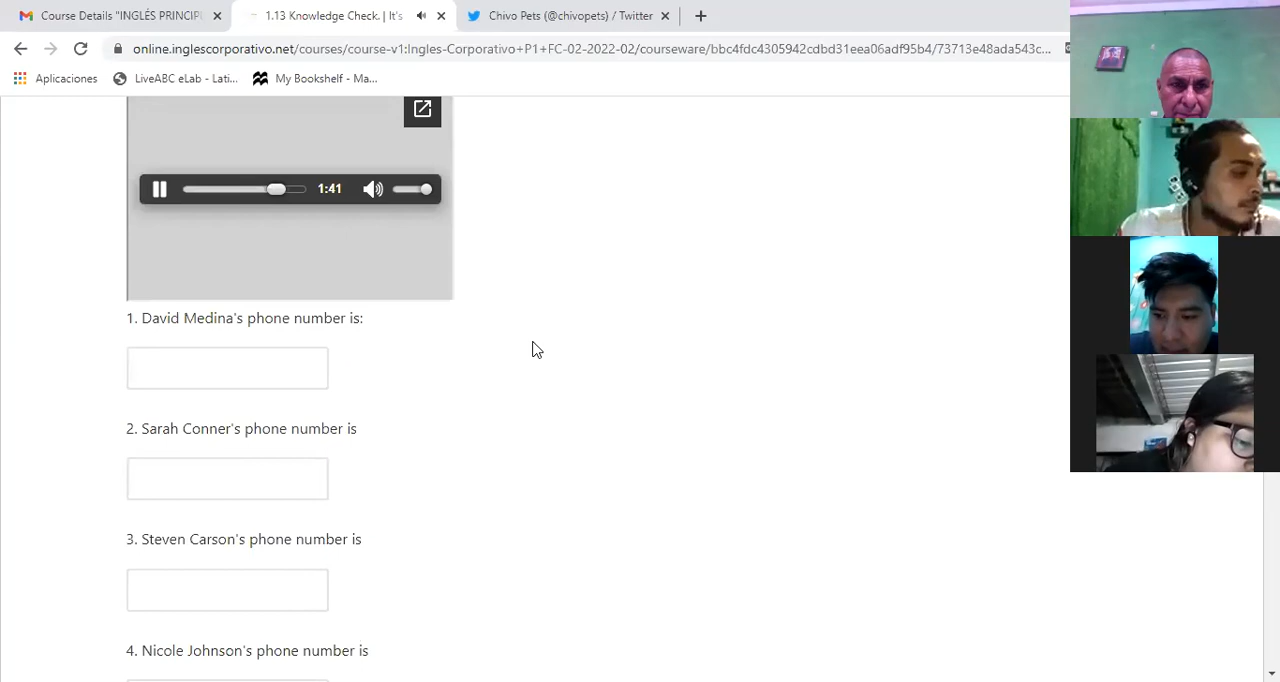 Course Details "INGLÉS PRINCIPI
1.13 Knowledge Check. | It's
Chivo Pets (@chivopets) / Twitter
online.inglescorporativo.net/courses/course-v1:Ingles-Corporativo+P1+FC-02-2022-02/courseware/bbc4fdc4305942cdbd31eea06adf95b4/73713e48ada543c...
Aplicaciones
LiveABC eLab - Lati...
My Bookshelf - Ma...
1:41
1. David Medina's phone number is:
2. Sarah Conner's phone number is
3. Steven Carson's phone number is
4. Nicole Johnson's phone number is